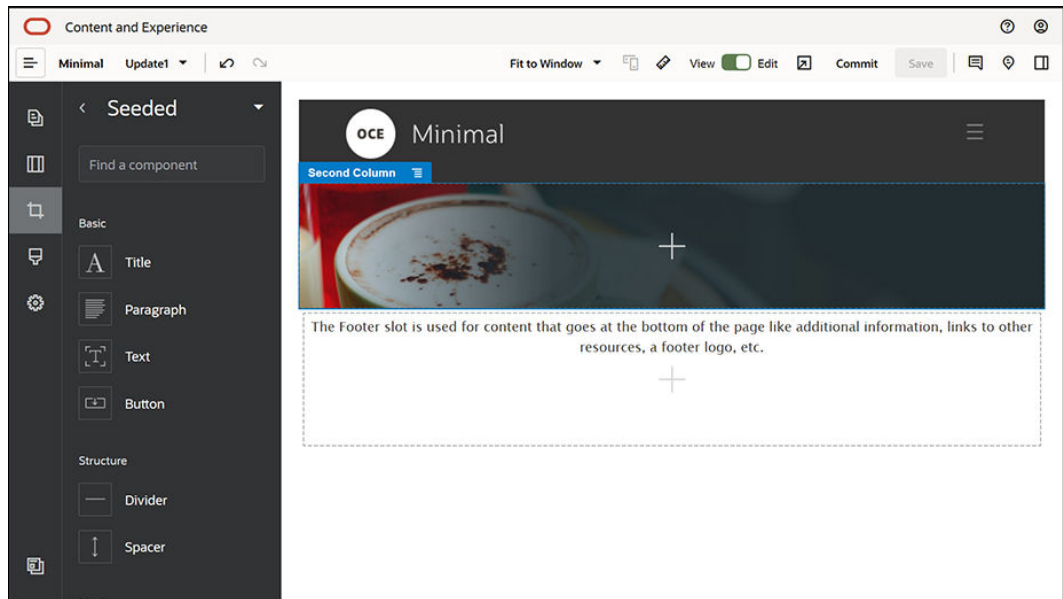 Content and Experience
Minimal Update1 Fit to Window View Edit Commit Save
Seeded
Find a component
Basic
Title
Paragraph
Text
Button
Structure
Divider
Spacer
OCE Minimal
Second Column
The Footer slot is used for content that goes at the bottom of the page like additional information, links to other
resources, a footer logo, etc.